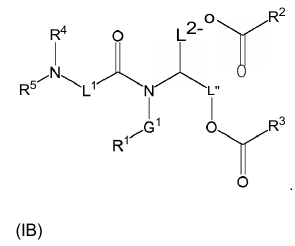 R⁴
O
L²-
O
R²
N
O
R⁵
L¹
N
L"
R¹
G¹
O
R³
O
.
(IB)